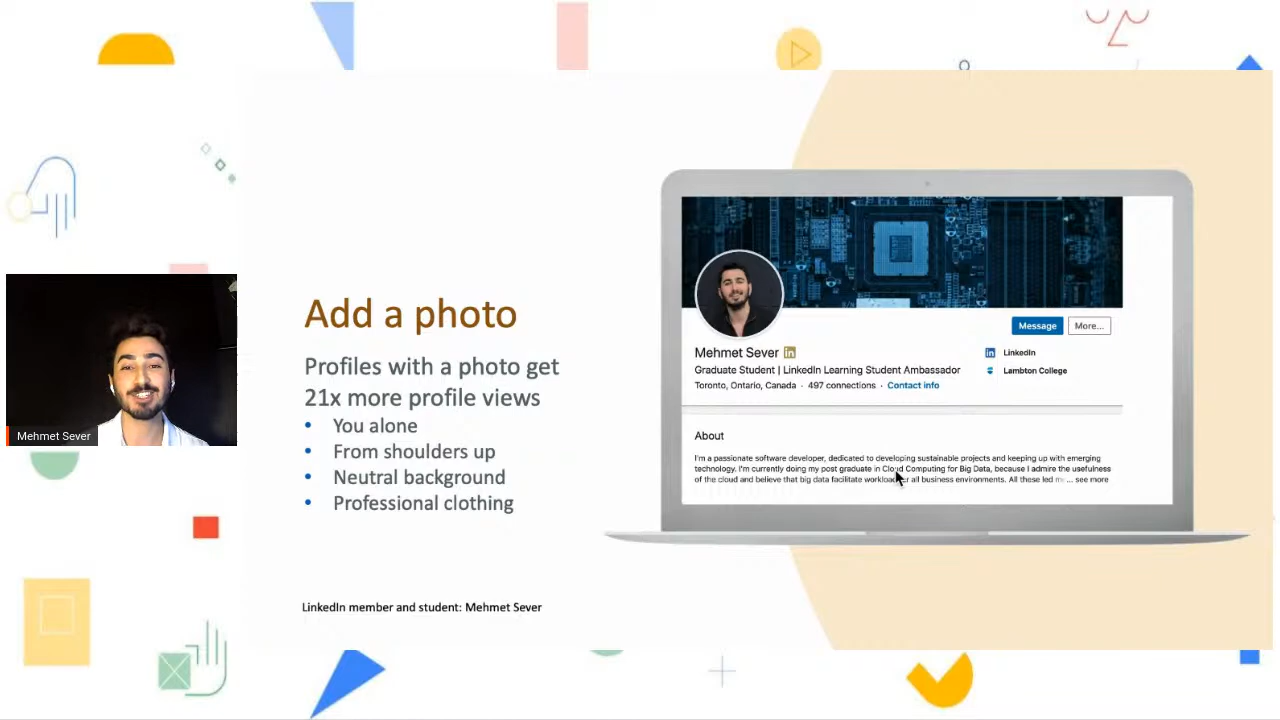 Add a photo
Profiles with a photo get
21x more profile views
• You alone
• From shoulders up
• Neutral background
• Professional clothing
LinkedIn member and student: Mehmet Sever
Mehmet Sever
Message
More...
Mehmet Sever in
Graduate Student | LinkedIn Learning Student Ambassador
Toronto, Ontario, Canada · 497 connections · Contact info
in LinkedIn
Lambton College
About
I'm a passionate software developer, dedicated to developing sustainable projects and keeping up with emerging
technology. I'm currently doing my post graduate in Cloud Computing for Big Data, because I admire the usefulness
of the cloud and believe that big data facilitate all business environments. All these led ... see more